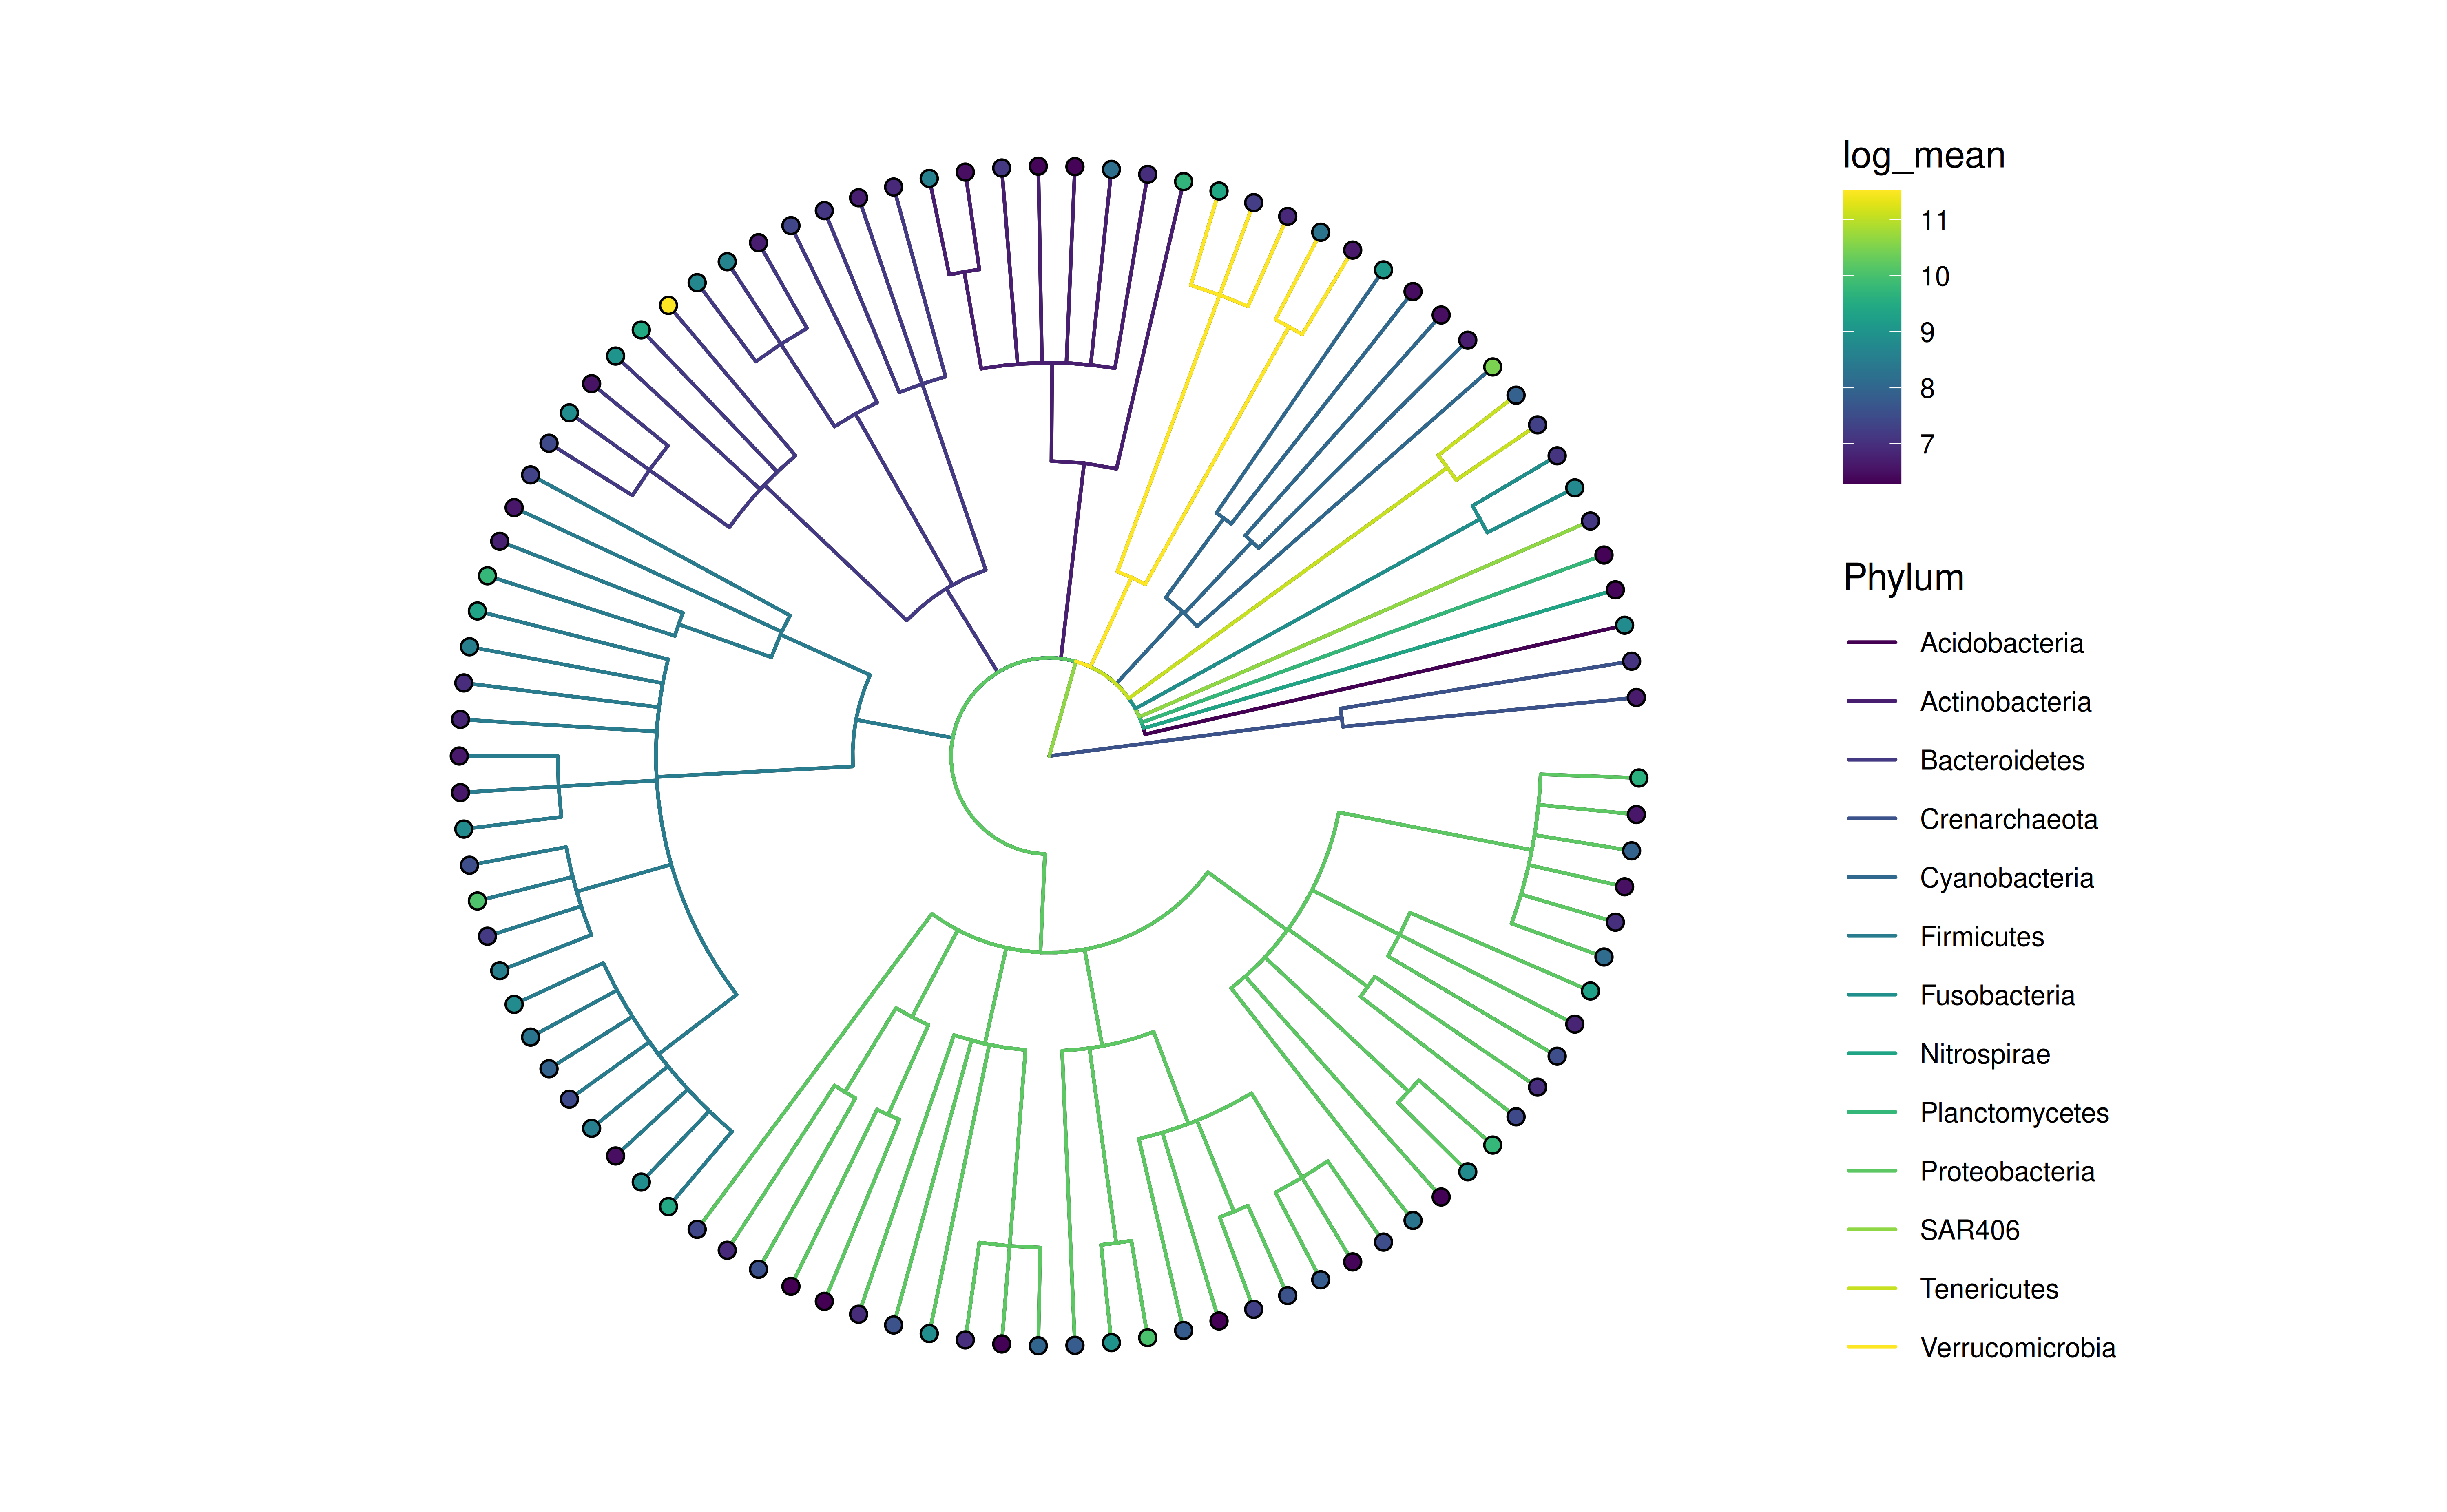 log_mean
11
10
9
8
7
Phylum
Acidobacteria
Actinobacteria
Bacteroidetes
Crenarchaeota
Cyanobacteria
Firmicutes
Fusobacteria
Nitrospirae
Planctomycetes
Proteobacteria
SAR406
Tenericutes
Verrucomicrobia